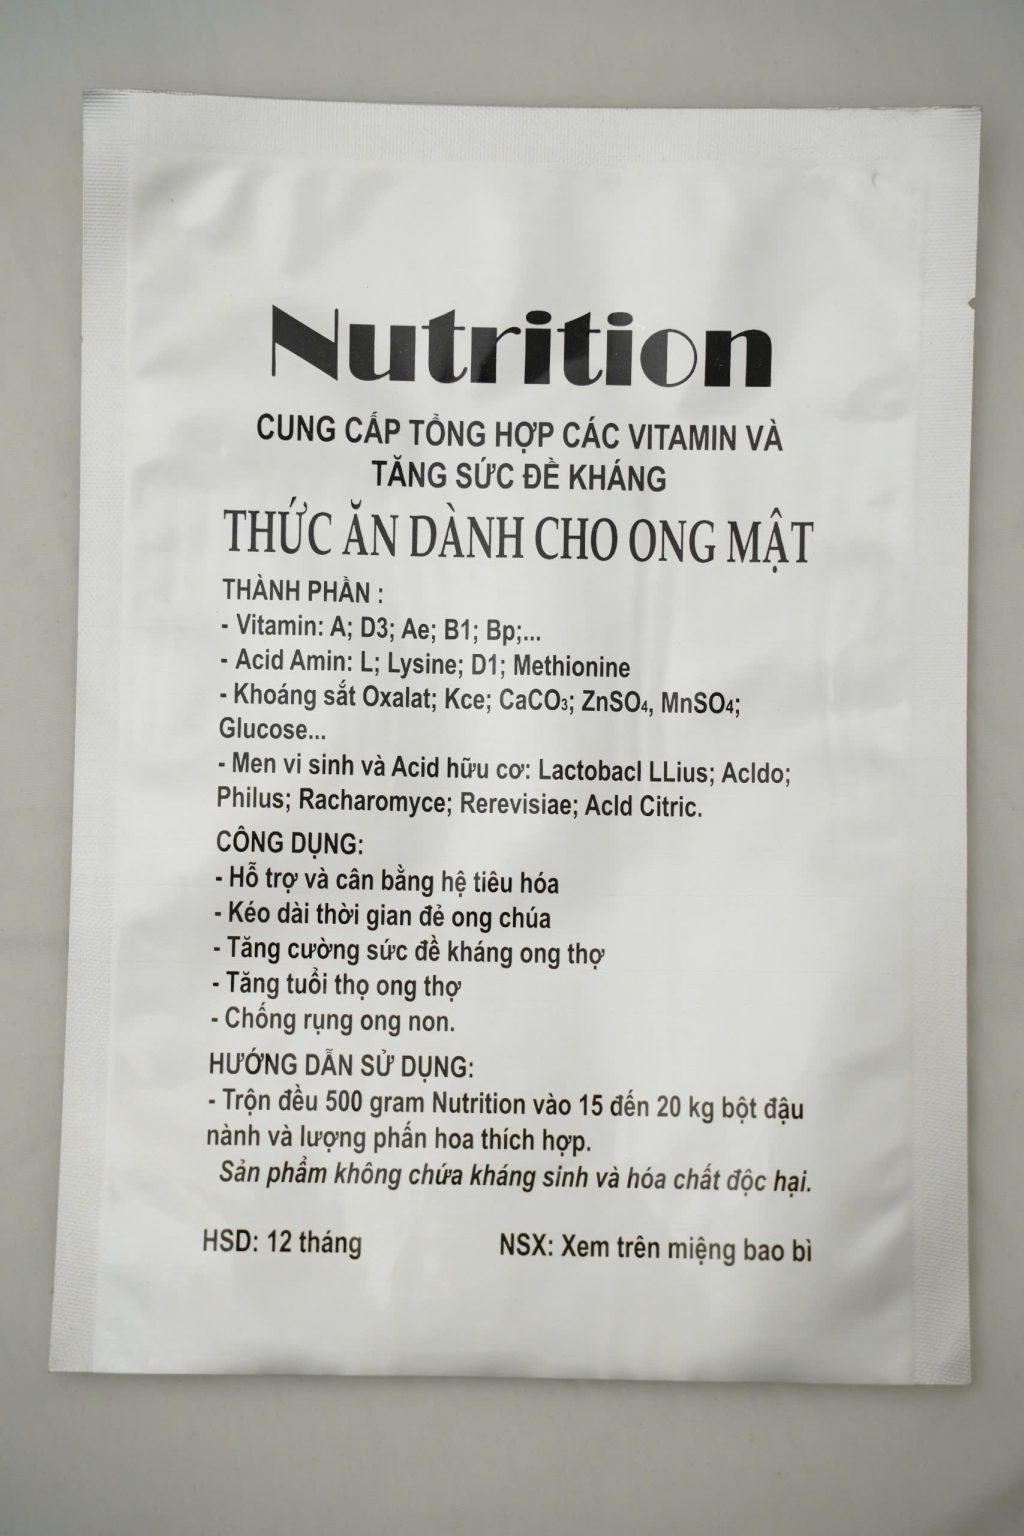 Nutrition
CUNG CẤP TỔNG HỢP CÁC VITAMIN VÀ
TĂNG SỨC ĐỀ KHÁNG
THỨC ĂN DÀNH CHO ONG MẬT
THÀNH PHẦN :
- Vitamin: A; D3; Ae; B1; Bp;...
- Acid Amin: L; Lysine; D1; Methionine
- Khoáng sắt Oxalat; Kce; CaCO₃; ZnSO₄, MnSO₄;
Glucose...
- Men vi sinh và Acid hữu cơ: Lactobacl LLius; Acldo;
Philus; Racharomyce; Rerevisiae; Acld Citric.
CÔNG DỤNG:
- Hỗ trợ và cân bằng hệ tiêu hóa
- Kéo dài thời gian đẻ ong chúa
- Tăng cường sức đề kháng ong thợ
- Tăng tuổi thọ ong thợ
- Chống rụng ong non.
HƯỚNG DẪN SỬ DỤNG:
- Trộn đều 500 gram Nutrition vào 15 đến 20 kg bột đậu
nành và lượng phấn hoa thích hợp.
Sản phẩm không chứa kháng sinh và hóa chất độc hại.
HSD: 12 tháng NSX: Xem trên miệng bao bì